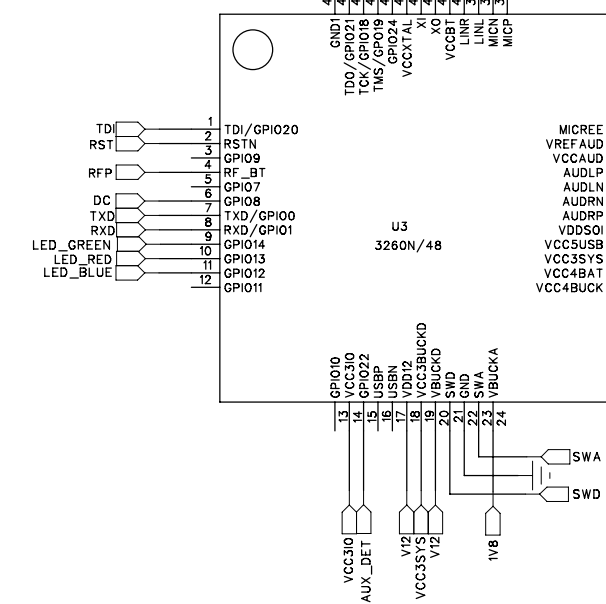 GND1
TDO/GPIO21
TCK/GPIO18
TMS/GPIO19
GPIO24
VCCXTAL
XI
XO
VCCBT
LINR
LINL
MICN
MICP
TDI 1 TDI/GPIO20
RST 2 RSTN
3 GPIO9
RFP 4 RF_BT
5 GPIO7
DC 6 GPIO8
TXD 7 TXD/GPIO0
RXD 8 RXD/GPIO1
LED_GREEN 9 GPIO14
LED_RED 10 GPIO13
LED_BLUE 11 GPIO12
12 GPIO11
U3
3260N/48
MICREE
VREFAUD
VCCAUD
AUDLP
AUDLN
AUDRN
AUDRP
VDDSOI
VCC5USB
VCC3SYS
VCC4BAT
VCC4BUCK
GPIO10
VCC3IO
GPIO22
USBP
USBN
VDD12
VCC3BUCKD
VBUCKD
SWD
GND
SWA
VBUCKA
13
14
15
16
17
18
19
20
21
22
23
24
SWA
SWD
VCC3IO
AUX_DET
V12
VCC3SYS
V12
1V8